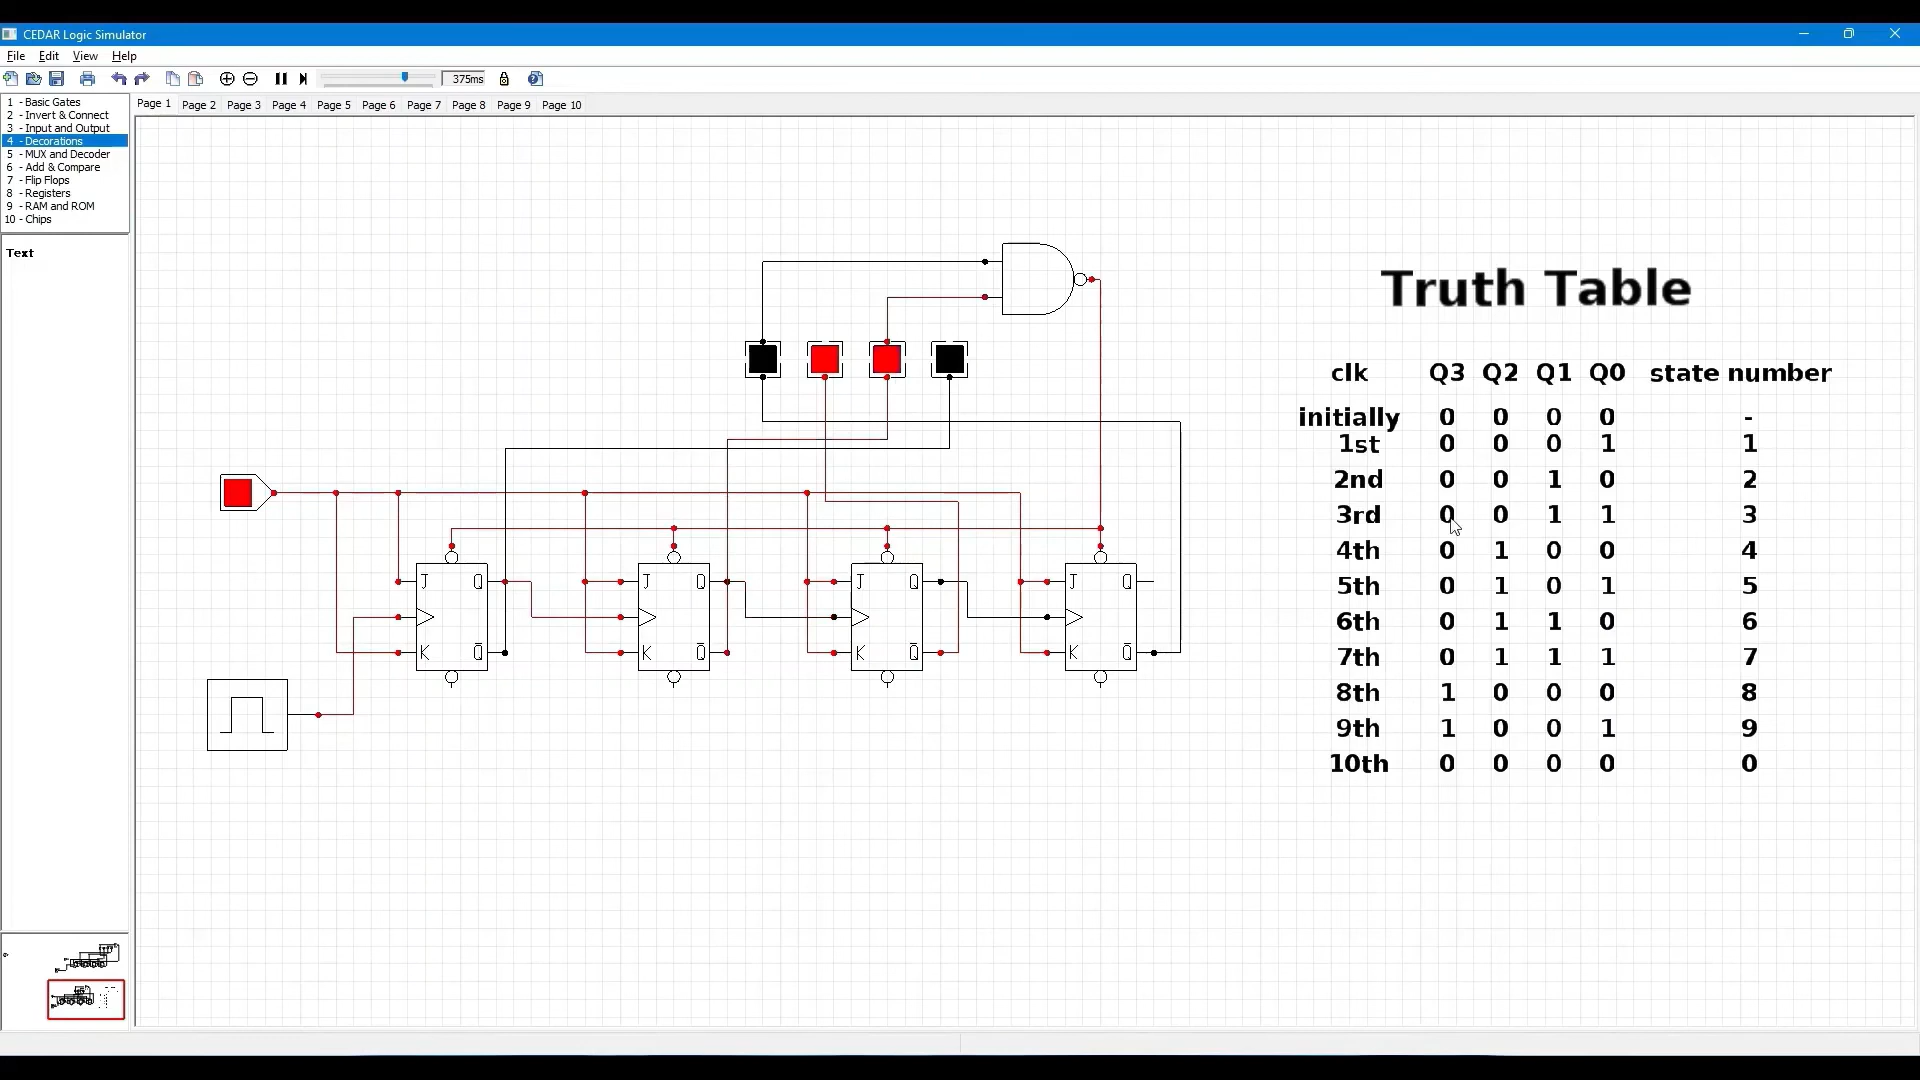 CEDAR Logic Simulator
File Edit View Help
375ms
1 - Basic Gates
2 - Invert & Connect
3 - Input and Output
4 - Decorations
5 - MUX and Decoder
6 - Add & Compare
7 - Flip Flops
8 - Registers
9 - RAM and ROM
10 - Chips
Text
Page 1 Page 2 Page 3 Page 4 Page 5 Page 6 Page 7 Page 8 Page 9 Page 10
J Q J Q J Q J Q
K Q̅ K Q̅ K Q̅ K Q̅
Truth Table
clk Q3 Q2 Q1 Q0 state number
initially 0 0 0 0 -
1st 0 0 0 1 1
2nd 0 0 1 0 2
3rd 0 0 1 1 3
4th 0 1 0 0 4
5th 0 1 0 1 5
6th 0 1 1 0 6
7th 0 1 1 1 7
8th 1 0 0 0 8
9th 1 0 0 1 9
10th 0 0 0 0 0